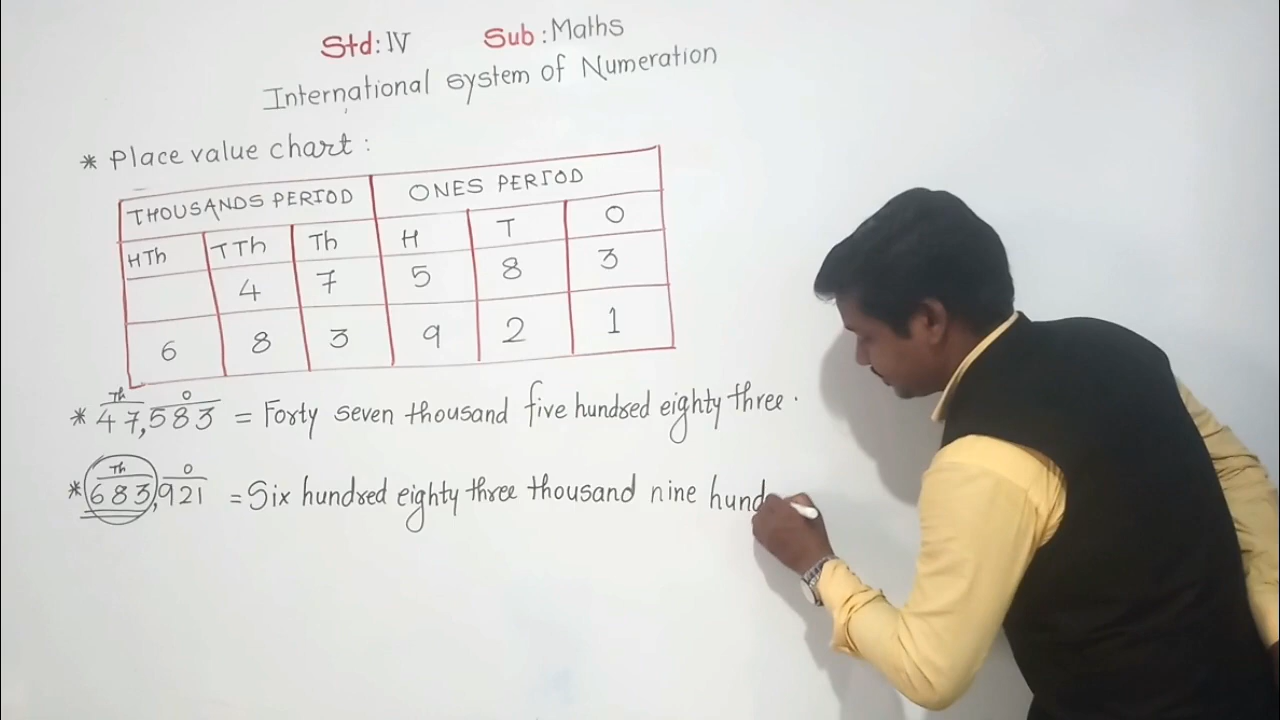 Std: IV Sub: Maths
International system of Numeration
* Place value chart:
THOUSANDS PERIOD ONES PERIOD
HTh TTh Th H T O
4 7 5 8 3
6 8 3 9 2 1
Th O
* 47,583 = Forty seven thousand five hundred eighty three.
Th O
* 683,921 = Six hundred eighty three thousand nine hund